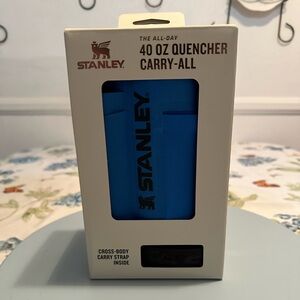 STANLEY
THE ALL-DAY
40 OZ QUENCHER
CARRY-ALL
STANLEY
CROSS-BODY
CARRY STRAP
INSIDE